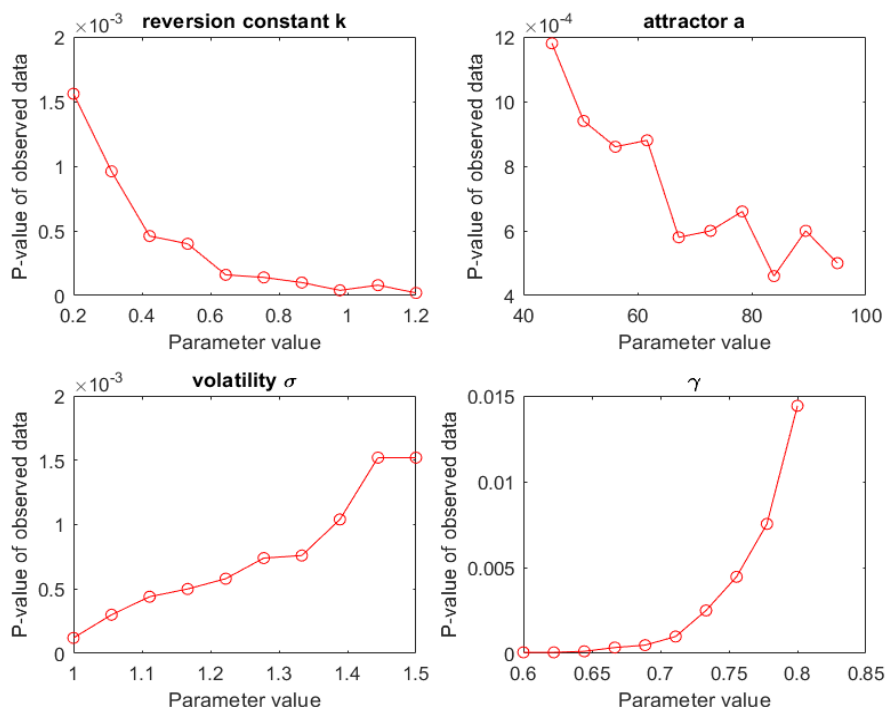 reversion constant k
×10⁻³
2
1.5
1
0.5
0
0.2 0.4 0.6 0.8 1 1.2
P-value of observed data
Parameter value
attractor a
×10⁻⁴
12
10
8
6
4
40 60 80 100
P-value of observed data
Parameter value
volatility σ
×10⁻³
2
1.5
1
0.5
0
1 1.1 1.2 1.3 1.4 1.5
P-value of observed data
Parameter value
γ
0.015
0.01
0.005
0
0.6 0.65 0.7 0.75 0.8 0.85
P-value of observed data
Parameter value